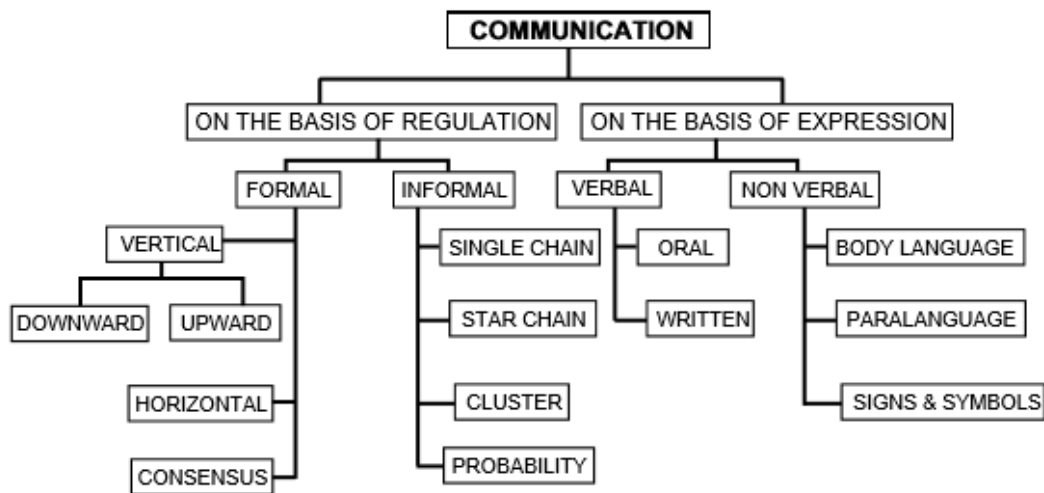 COMMUNICATION
ON THE BASIS OF REGULATION
ON THE BASIS OF EXPRESSION
FORMAL
INFORMAL
VERBAL
NON VERBAL
VERTICAL
SINGLE CHAIN
ORAL
BODY LANGUAGE
DOWNWARD
UPWARD
STAR CHAIN
WRITTEN
PARALANGUAGE
HORIZONTAL
CLUSTER
SIGNS & SYMBOLS
CONSENSUS
PROBABILITY